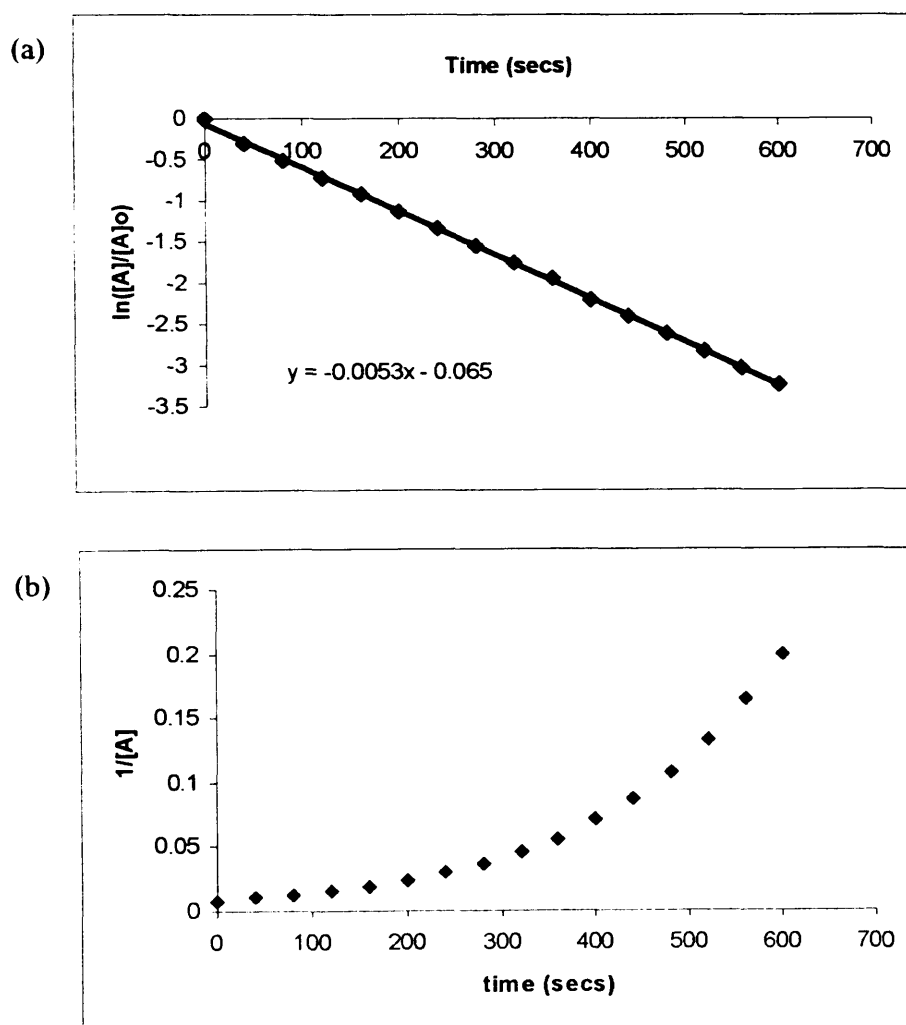 (a)
Time (secs)
0
0 100 200 300 400 500 600 700
-0.5
-1
-1.5
-2
-2.5
-3
-3.5
ln([A]/[A]o)
y = -0.0053x - 0.065
(b)
0.25
0.2
0.15
0.1
0.05
0
1/[A]
0 100 200 300 400 500 600 700
time (secs)